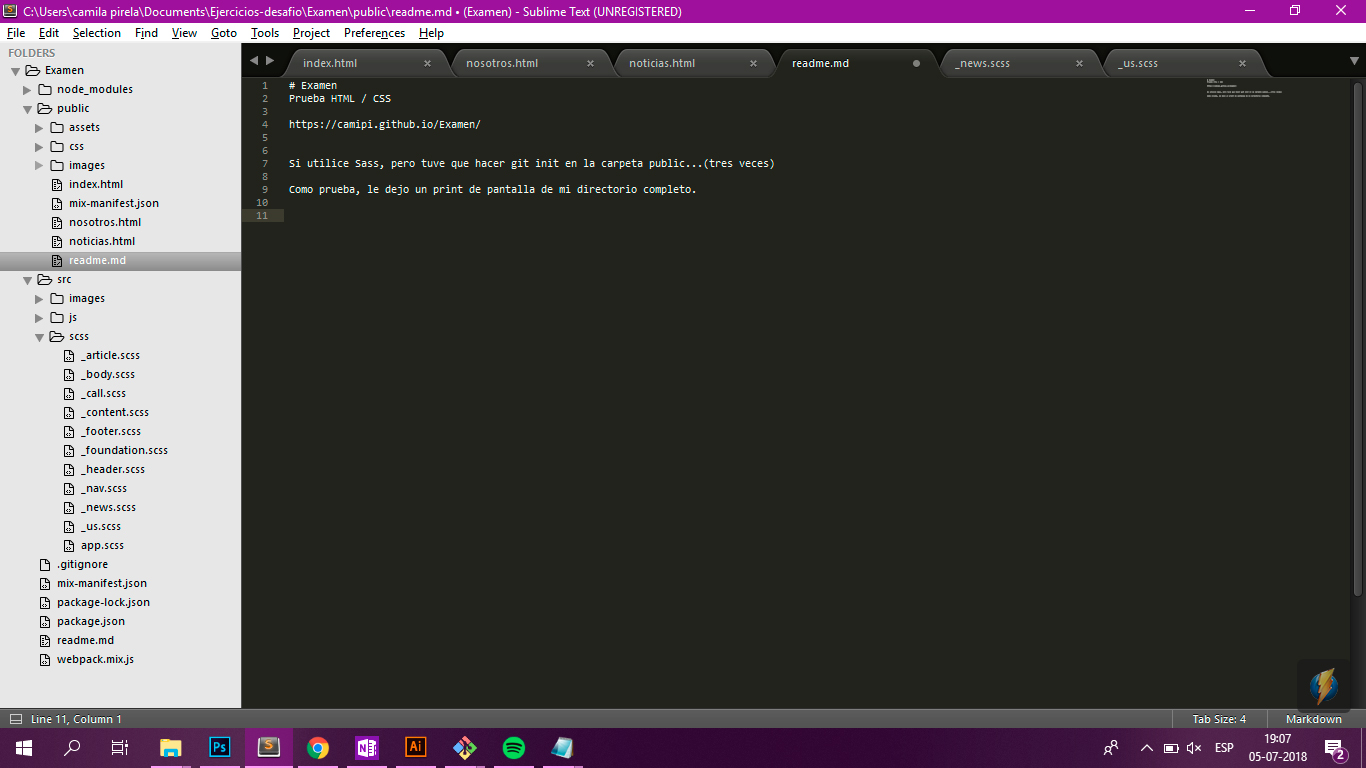 C:\Users\camila pirela\Documents\Ejercicios-desafio\Examen\public\readme.md • (Examen) - Sublime Text (UNREGISTERED)
File Edit Selection Find View Goto Tools Project Preferences Help
FOLDERS
Examen
node_modules
public
assets
css
images
index.html
mix-manifest.json
nosotros.html
noticias.html
readme.md
src
images
js
scss
_article.scss
_body.scss
_call.scss
_content.scss
_footer.scss
_foundation.scss
_header.scss
_nav.scss
_news.scss
_us.scss
app.scss
.gitignore
mix-manifest.json
package-lock.json
package.json
readme.md
webpack.mix.js
index.html nosotros.html noticias.html readme.md _news.scss _us.scss
1 # Examen
2 Prueba HTML / CSS
3
4 https://camipi.github.io/Examen/
5
6
7 Si utilice Sass, pero tuve que hacer git init en la carpeta public...(tres veces)
8
9 Como prueba, le dejo un print de pantalla de mi directorio completo.
10
11
Line 11, Column 1 Tab Size: 4 Markdown
Ps S N Ai ESP 19:07
05-07-2018 2